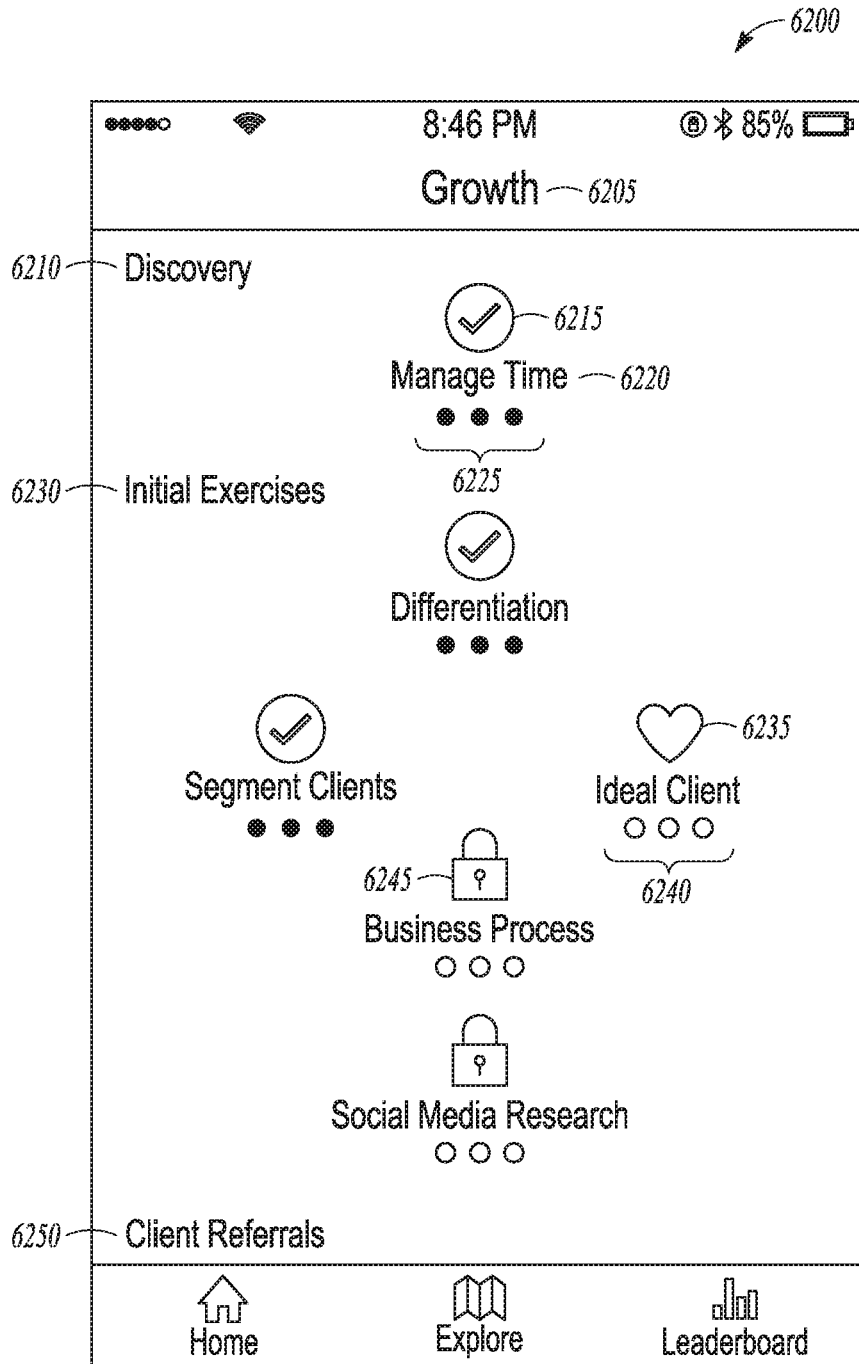 6200
8:46 PM 85%
Growth 6205
6210 Discovery
6215
Manage Time 6220
6225
6230 Initial Exercises
Differentiation
6235
Segment Clients Ideal Client
6245 6240
Business Process
Social Media Research
6250 Client Referrals
Home Explore Leaderboard